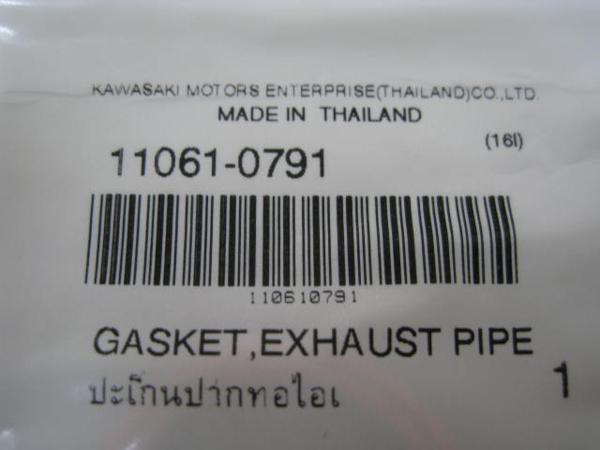 KAWASAKI MOTORS ENTERPRISE(THAILAND)CO.,LTD.
MADE IN THAILAND
(16I)
11061-0791
110610791
GASKET,EXHAUST PIPE
ปะเก็นปากทอไอเ
1